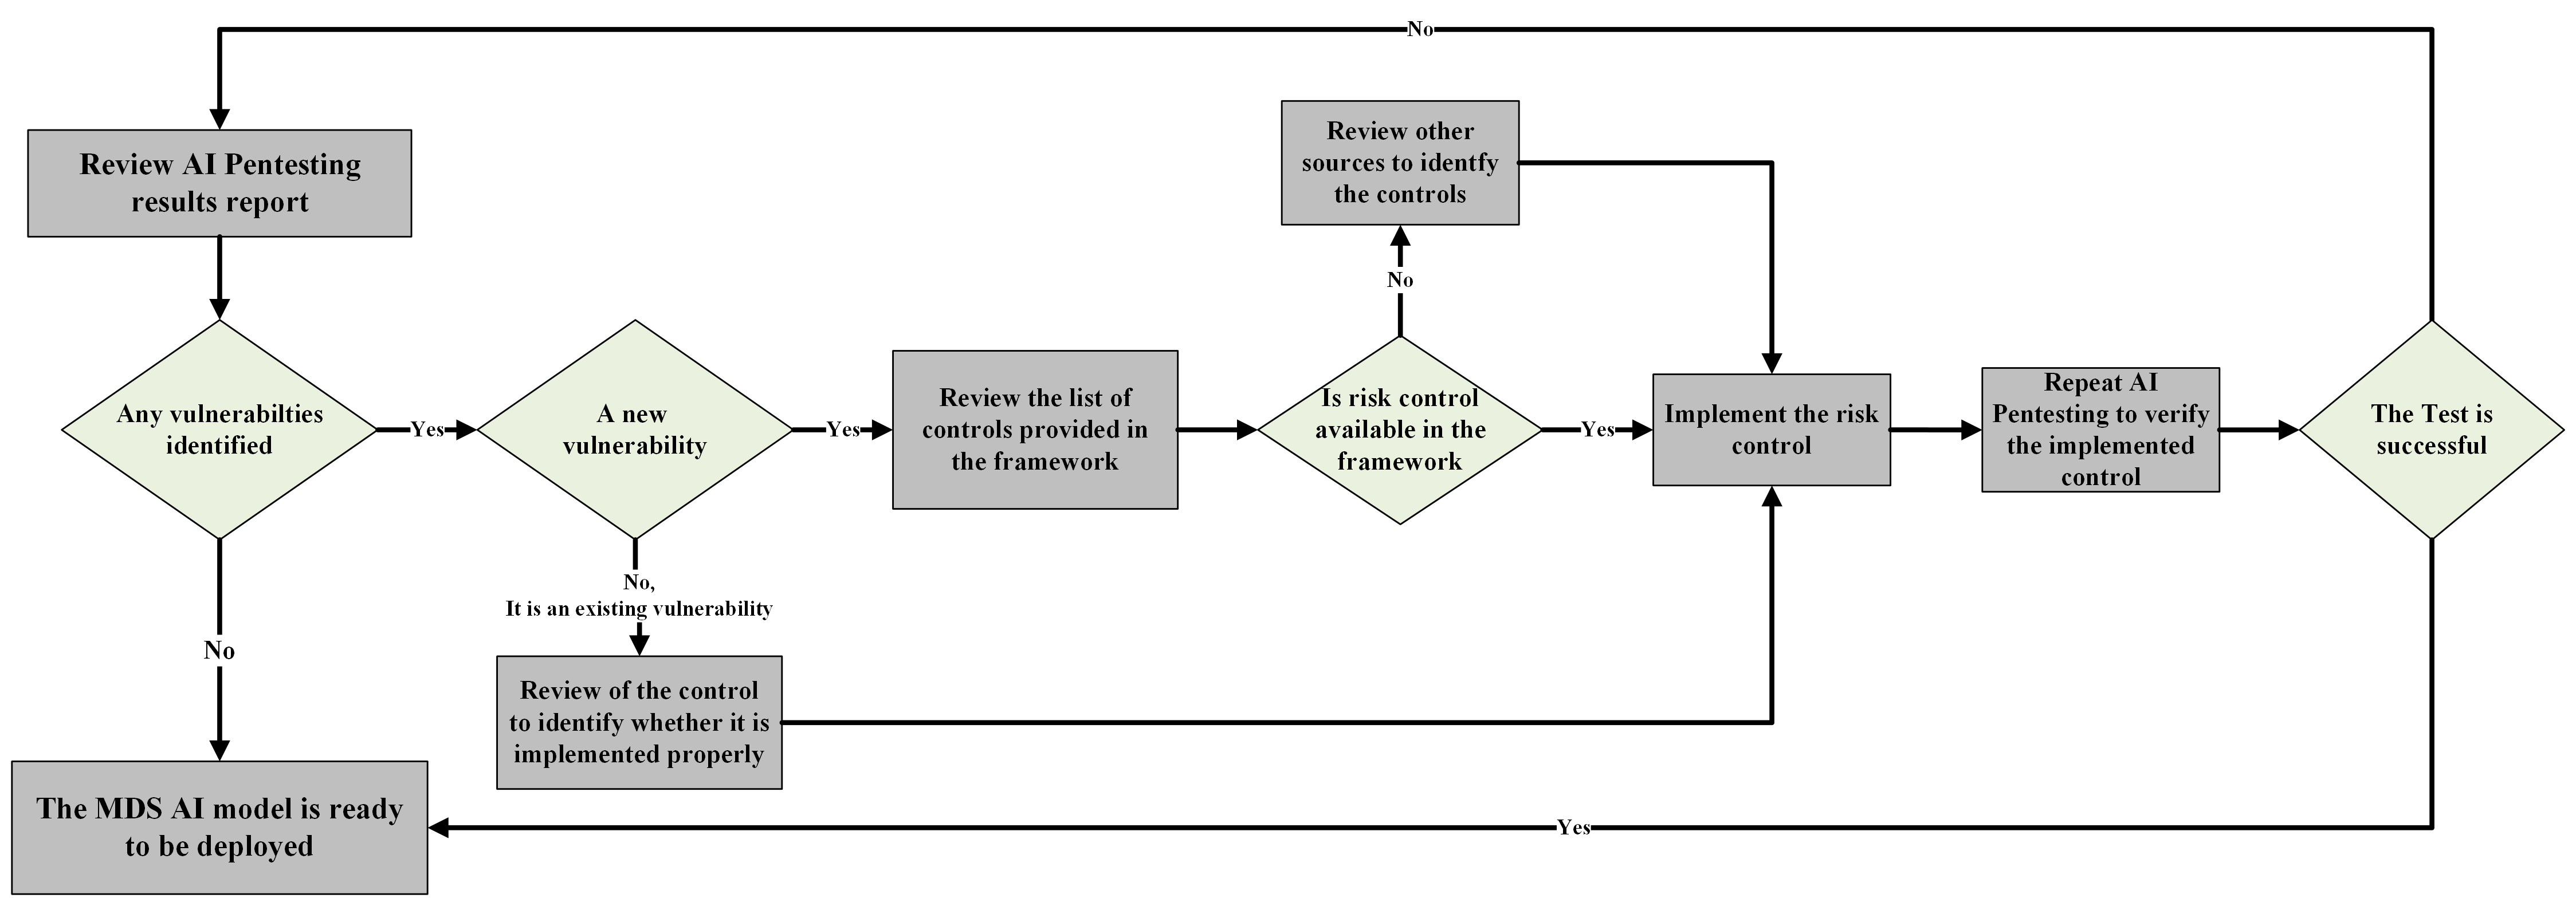 No
Review AI Pentesting
results report
Review other
sources to identfy
the controls
No
Any vulnerabilties
identified
Yes
A new
vulnerability
Yes
Review the list of
controls provided in
the framework
Is risk control
available in the
framework
Yes
Implement the risk
control
Repeat AI
Pentesting to verify
the implemented
control
The Test is
successful
No,
It is an existing vulnerability
No
Review of the control
to identify whether it is
implemented properly
The MDS AI model is ready
to be deployed
Yes